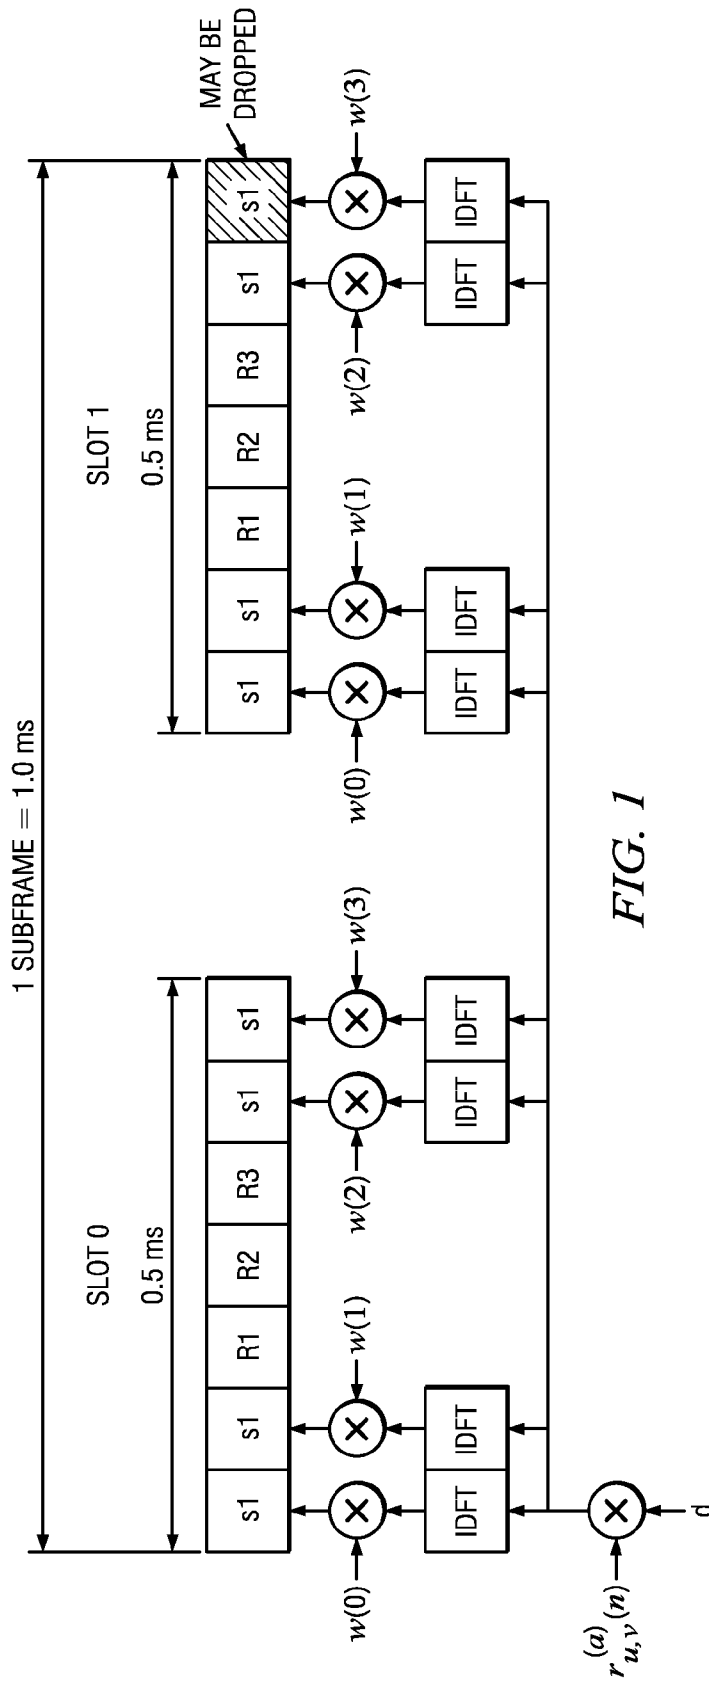 1 SUBFRAME = 1.0 ms
SLOT 0
SLOT 1
0.5 ms
0.5 ms
MAY BE
DROPPED
s1 s1 R1 R2 R3 s1 s1
s1 s1 R1 R2 R3 s1 s1
w(0) w(1) w(2) w(3)
w(0) w(1) w(2) w(3)
IDFT IDFT IDFT IDFT
IDFT IDFT IDFT IDFT
r_{u,v}^{(a)}(n)
d
FIG. 1